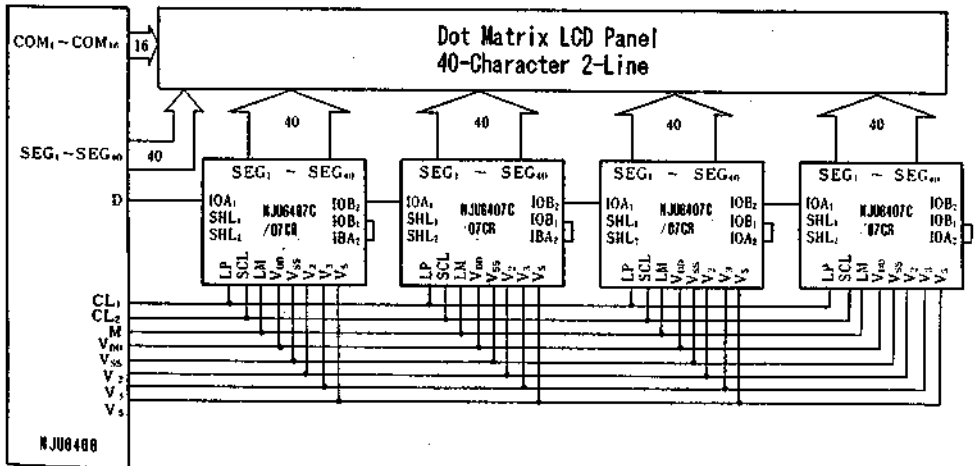 COM₁~COM₁₆
16
Dot Matrix LCD Panel
40-Character 2-Line
SEG₁~SEG₄₀
40
40
40
40
40
D
SEG₁ ~ SEG₄₀
IOA₁ NJU6407C IOB₂
SHL₁ /07CR IOB₁
SHL₂ IBA₂
LP SCL LM V_DD V_SS V₂ V₃ V₅
SEG₁ ~ SEG₄₀
IOA₁ NJU6407C IOB₂
SHL₁ /07CR IOB₁
SHL₂ IBA₂
LP SCL LM V_DD V_SS V₂ V₃ V₅
SEG₁ ~ SEG₄₀
IOA₁ NJU6407C IOB₂
SHL₁ /07CR IOB₁
SHL₂ IOA₂
LP SCL LM V_DD V_SS V₂ V₃ V₅
SEG₁ ~ SEG₄₀
IOA₁ NJU6407C IOB₂
SHL₁ /07CR IOB₁
SHL₂ IOA₂
LP SCL LM V_DD V_SS V₂ V₃ V₅
CL₁
CL₂
M
V_DD
V_SS
V₂
V₃
V₅